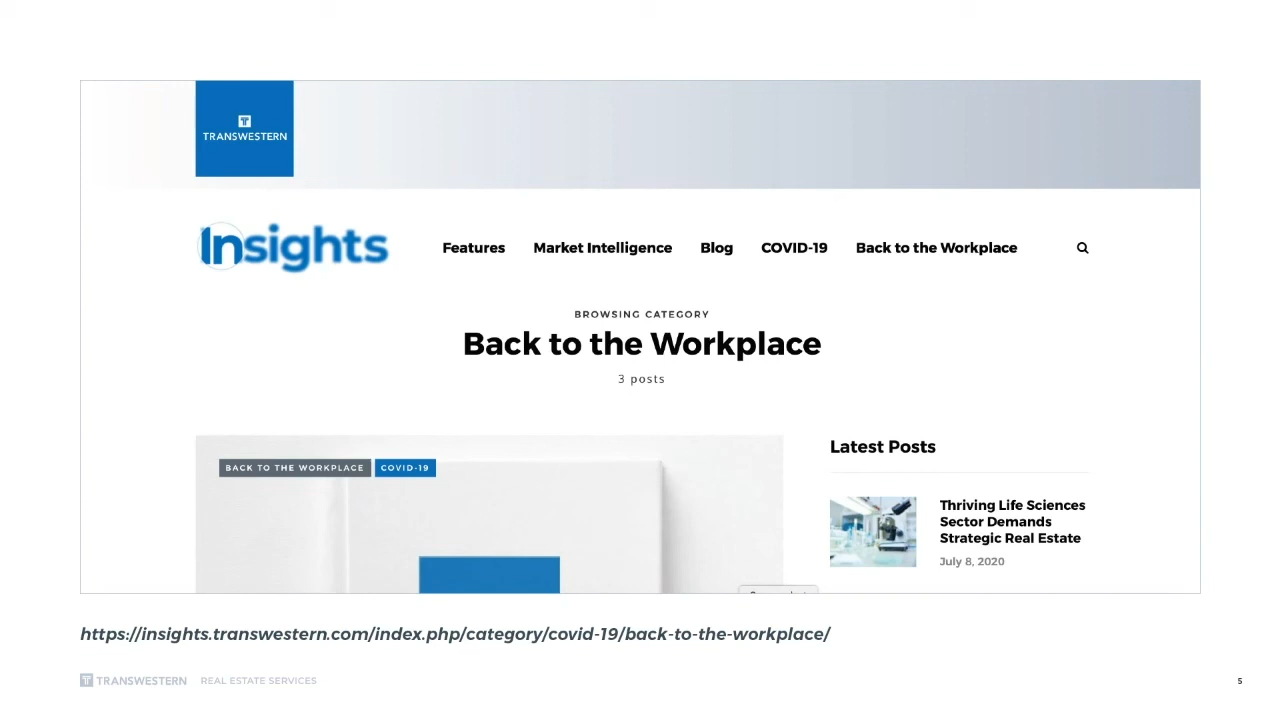 TRANSWESTERN
Insights
Features Market Intelligence Blog COVID-19 Back to the Workplace
BROWSING CATEGORY
Back to the Workplace
3 posts
BACK TO THE WORKPLACE COVID-19
Latest Posts
Thriving Life Sciences
Sector Demands
Strategic Real Estate
July 8, 2020
https://insights.transwestern.com/index.php/category/covid-19/back-to-the-workplace/
TRANSWESTERN REAL ESTATE SERVICES
5